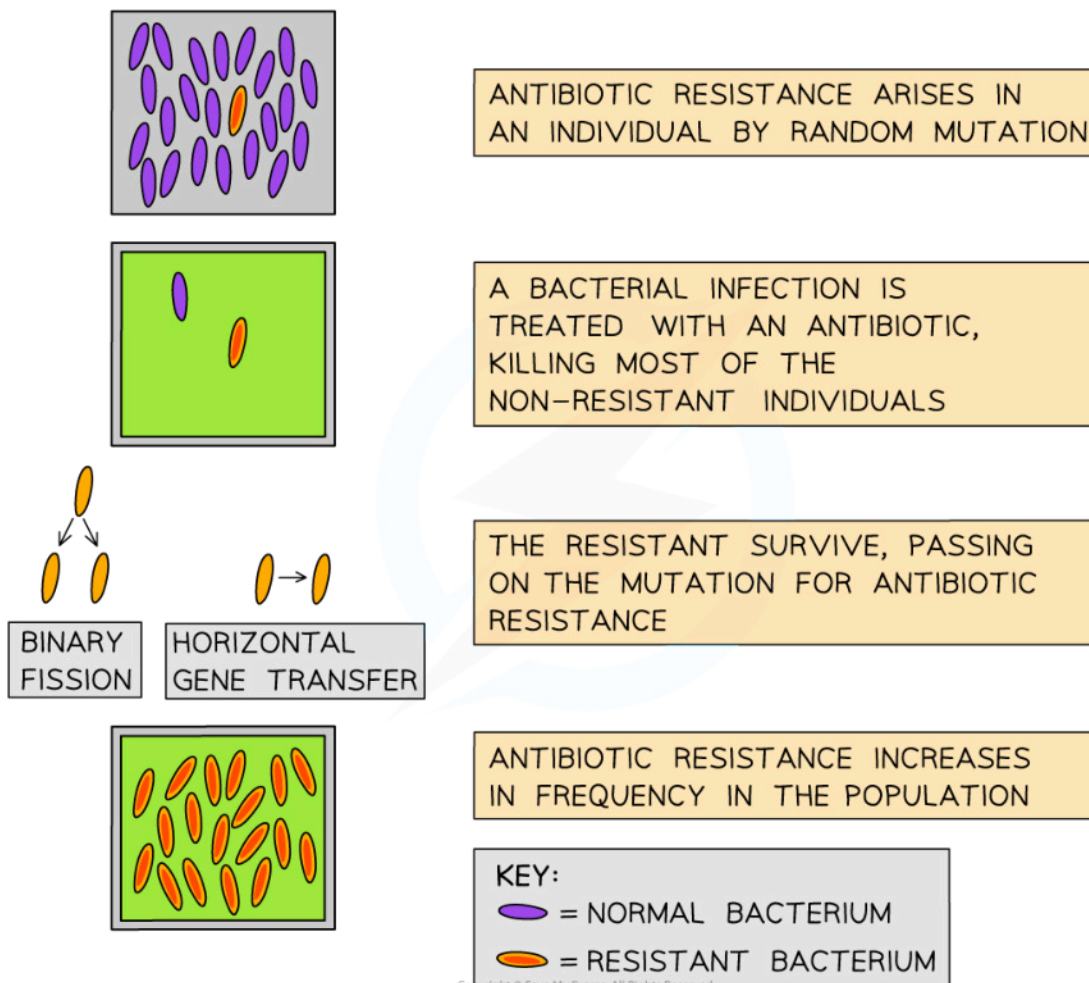 ANTIBIOTIC RESISTANCE ARISES IN
AN INDIVIDUAL BY RANDOM MUTATION
A BACTERIAL INFECTION IS
TREATED WITH AN ANTIBIOTIC,
KILLING MOST OF THE
NON-RESISTANT INDIVIDUALS
BINARY
FISSION
HORIZONTAL
GENE TRANSFER
THE RESISTANT SURVIVE, PASSING
ON THE MUTATION FOR ANTIBIOTIC
RESISTANCE
ANTIBIOTIC RESISTANCE INCREASES
IN FREQUENCY IN THE POPULATION
KEY:
= NORMAL BACTERIUM
= RESISTANT BACTERIUM